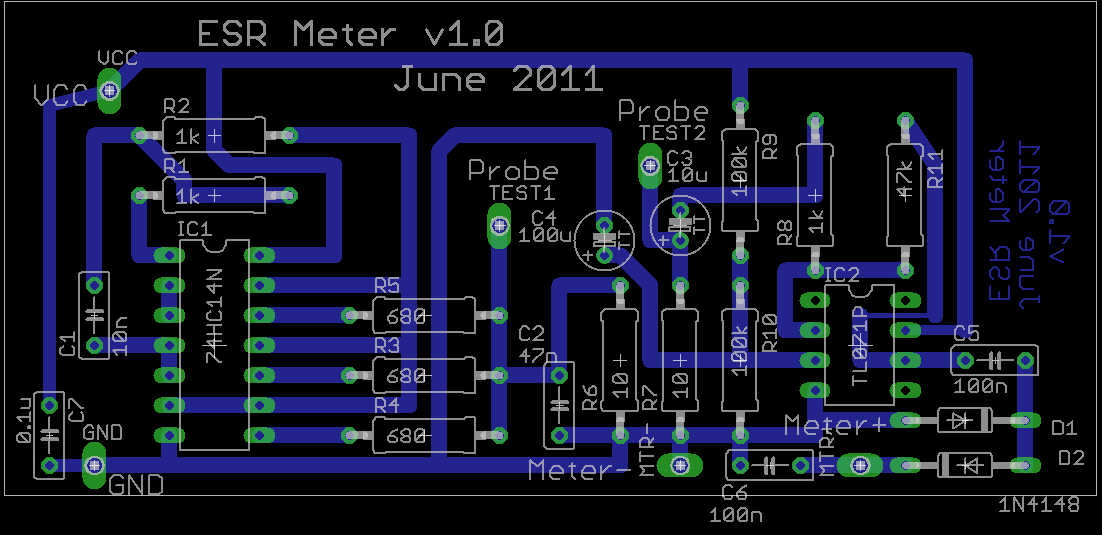 ESR Meter v1.0
June 2011
VCC
VCC
R2
1k
R1
1k
IC1
74HC14N
C1
10n
0.1u
C7
GND
GND
R5
680
R3
680
R4
680
Probe
TEST1
C4
100u
TT
Probe
TEST2
C3
10u
TT
C2
47n
R6
10
R7
10
100k
R9
100k
R10
R8
1k
47k
R11
IC2
TL071P
C5
100n
Meter+
Meter-
MTR-
MTR-
C6
100n
D1
D2
1N4148
ESR Meter
June 2011
v1.0